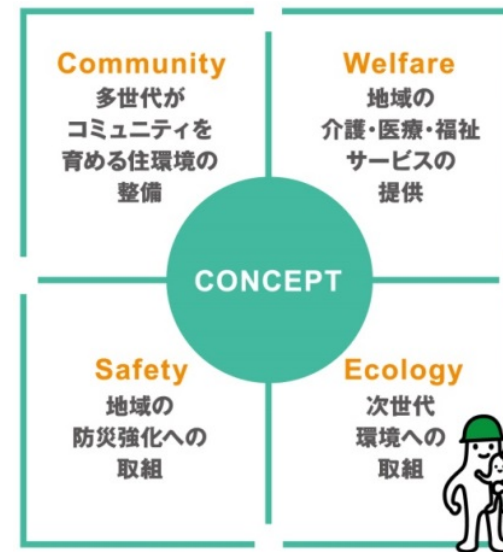 Community
多世代が
コミュニティを
育める住環境の
整備
Welfare
地域の
介護・医療・福祉
サービスの
提供
CONCEPT
Safety
地域の
防災強化への
取組
Ecology
次世代
環境への
取組